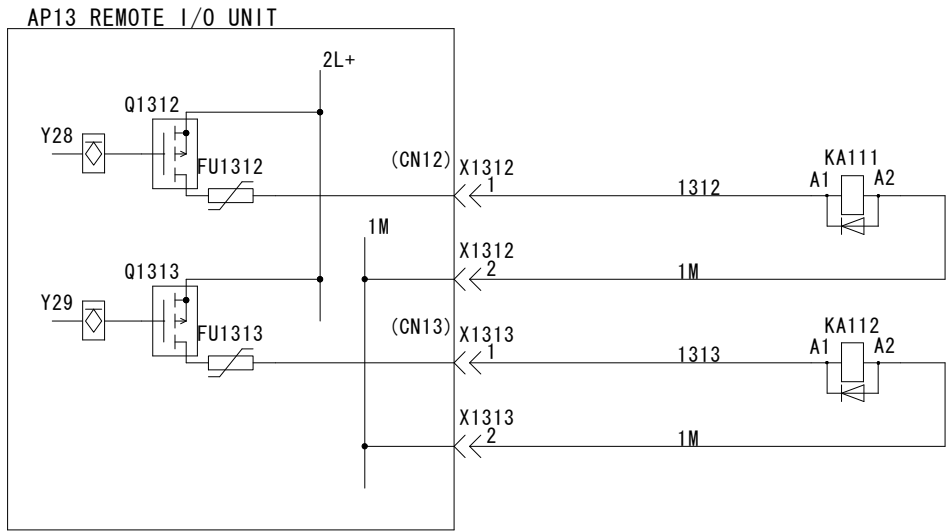 AP13 REMOTE I/O UNIT
2L+
Q1312
Y28
FU1312
(CN12)
X1312
1
1312
KA111
A1
A2
1M
X1312
2
1M
Q1313
Y29
FU1313
(CN13)
X1313
1
1313
KA112
A1
A2
X1313
2
1M